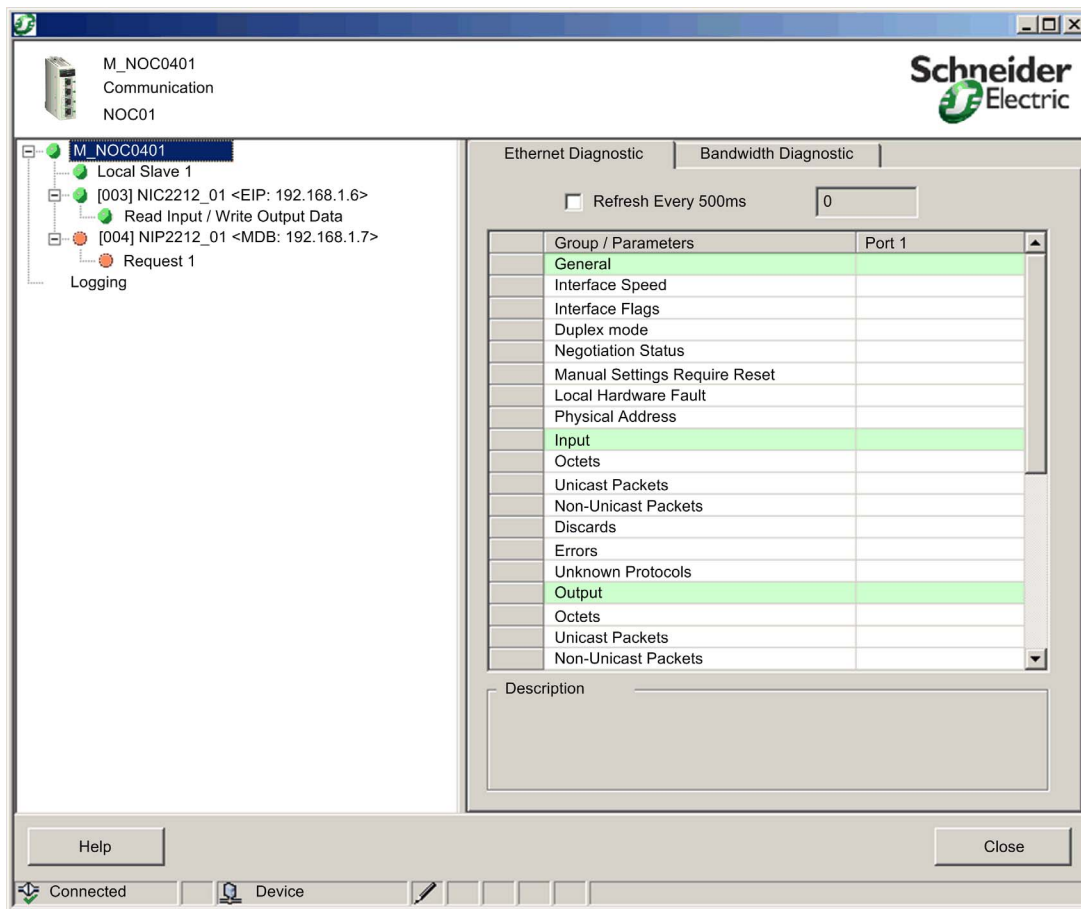 M_NOC0401
Communication
NOC01
Schneider
Electric
M_NOC0401
Local Slave 1
[003] NIC2212_01 <EIP: 192.168.1.6>
Read Input / Write Output Data
[004] NIP2212_01 <MDB: 192.168.1.7>
Request 1
Logging
Ethernet Diagnostic
Bandwidth Diagnostic
Refresh Every 500ms
0
Group / Parameters Port 1
General
Interface Speed
Interface Flags
Duplex mode
Negotiation Status
Manual Settings Require Reset
Local Hardware Fault
Physical Address
Input
Octets
Unicast Packets
Non-Unicast Packets
Discards
Errors
Unknown Protocols
Output
Octets
Unicast Packets
Non-Unicast Packets
Description
Help
Close
Connected
Device